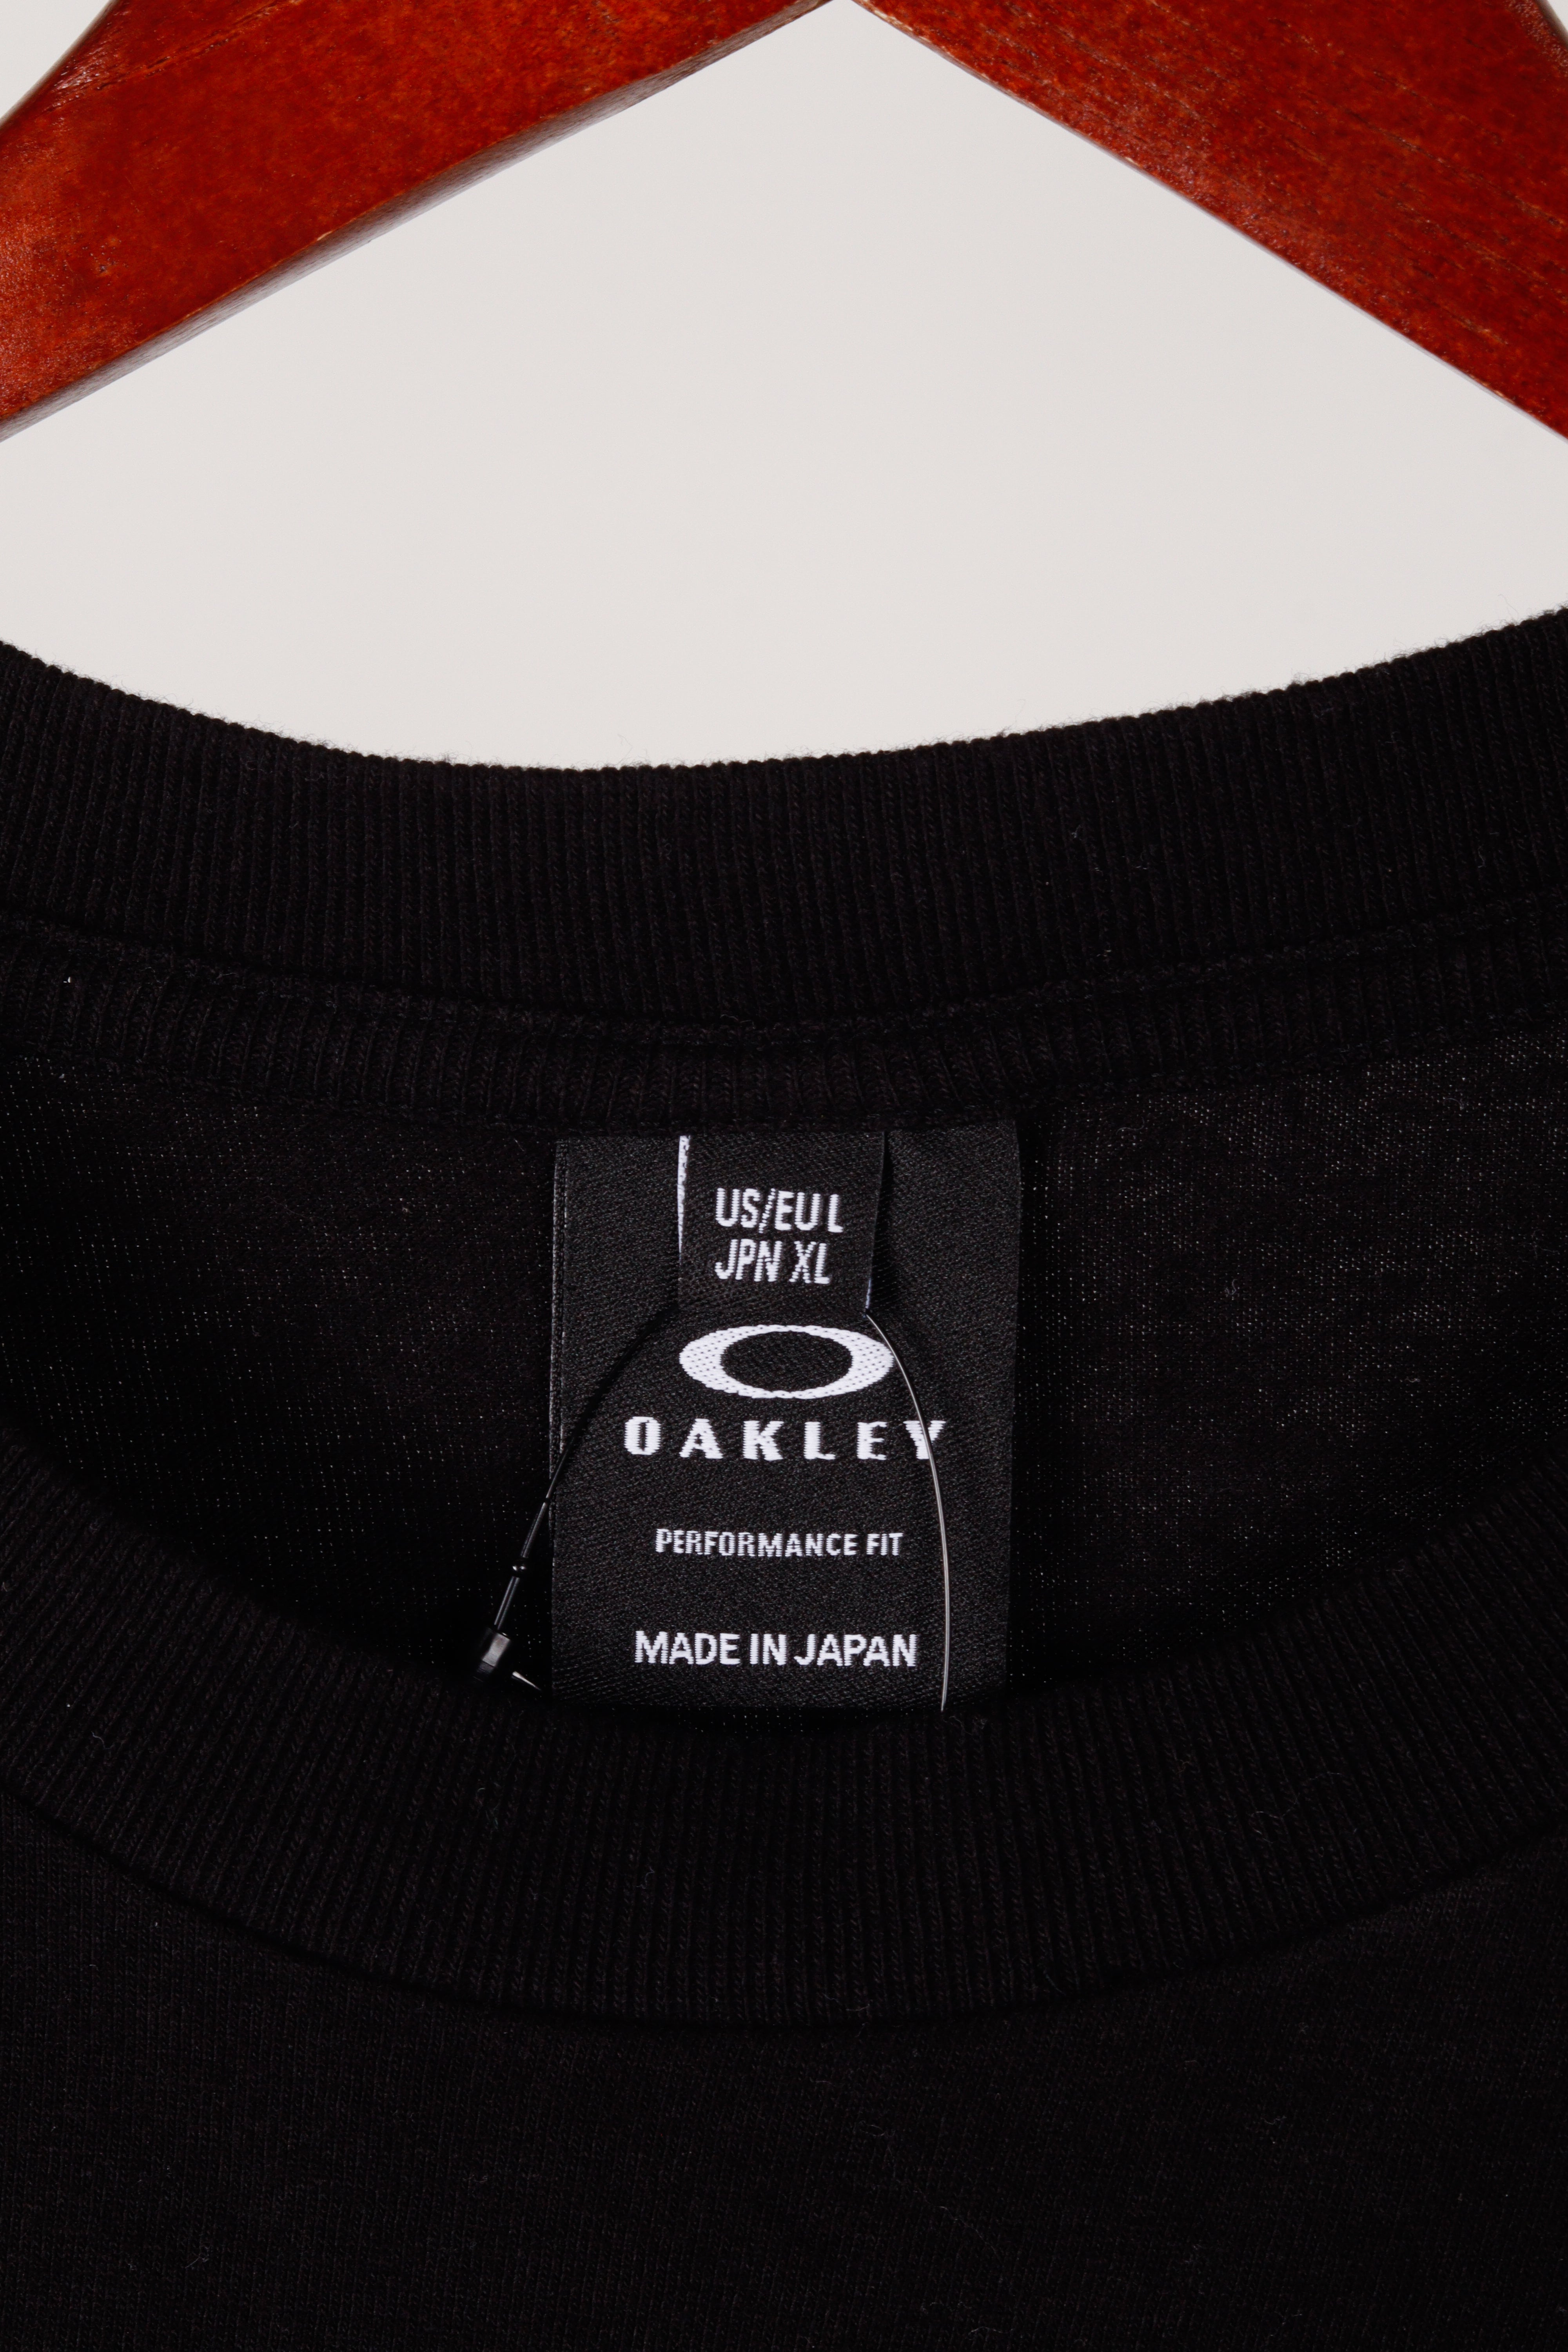 US/EU L
JPN XL
OAKLEY
PERFORMANCE FIT
MADE IN JAPAN